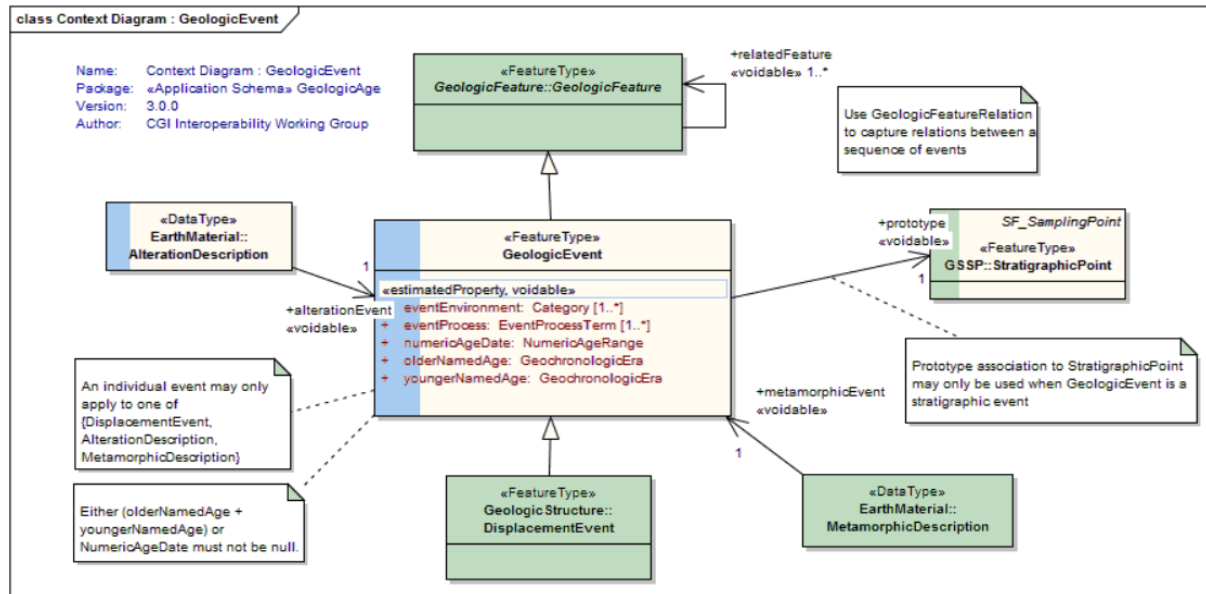 class Context Diagram : GeologicEvent
Name: Context Diagram : GeologicEvent
Package: «Application Schema» GeologicAge
Version: 3.0.0
Author: CGI Interoperability Working Group
«FeatureType»
GeologicFeature::GeologicFeature
+relatedFeature
«voidable» 1..*
Use GeologicFeatureRelation
to capture relations between a
sequence of events
«DataType»
EarthMaterial::
AlterationDescription
1
+alterationEvent
«voidable»
«FeatureType»
GeologicEvent
«estimatedProperty, voidable»
eventEnvironment: Category [1..*]
+ eventProcess: EventProcessTerm [1..*]
+ numericAgeDate: NumericAgeRange
+ olderNamedAge: GeochronologicEra
+ youngerNamedAge: GeochronologicEra
+prototype
«voidable»
1
SF_SamplingPoint
«FeatureType»
GSSP::StratigraphicPoint
Prototype association to StratigraphicPoint
may only be used when GeologicEvent is a
stratigraphic event
An individual event may only
apply to one of
{DisplacementEvent,
AlterationDescription,
MetamorphicDescription}
+metamorphicEvent
«voidable»
1
Either (olderNamedAge +
youngerNamedAge) or
NumericAgeDate must not be null.
«FeatureType»
GeologicStructure::
DisplacementEvent
«DataType»
EarthMaterial::
MetamorphicDescription